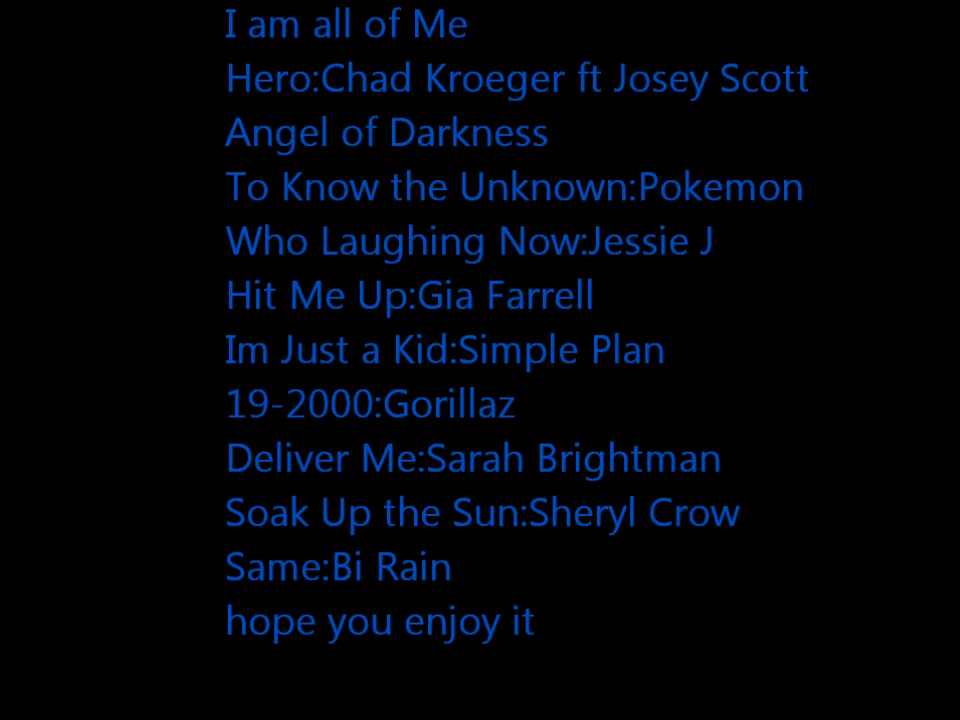 I am all of Me
Hero:Chad Kroeger ft Josey Scott
Angel of Darkness
To Know the Unknown:Pokemon
Who Laughing Now:Jessie J
Hit Me Up:Gia Farrell
Im Just a Kid:Simple Plan
19-2000:Gorillaz
Deliver Me:Sarah Brightman
Soak Up the Sun:Sheryl Crow
Same:Bi Rain
hope you enjoy it